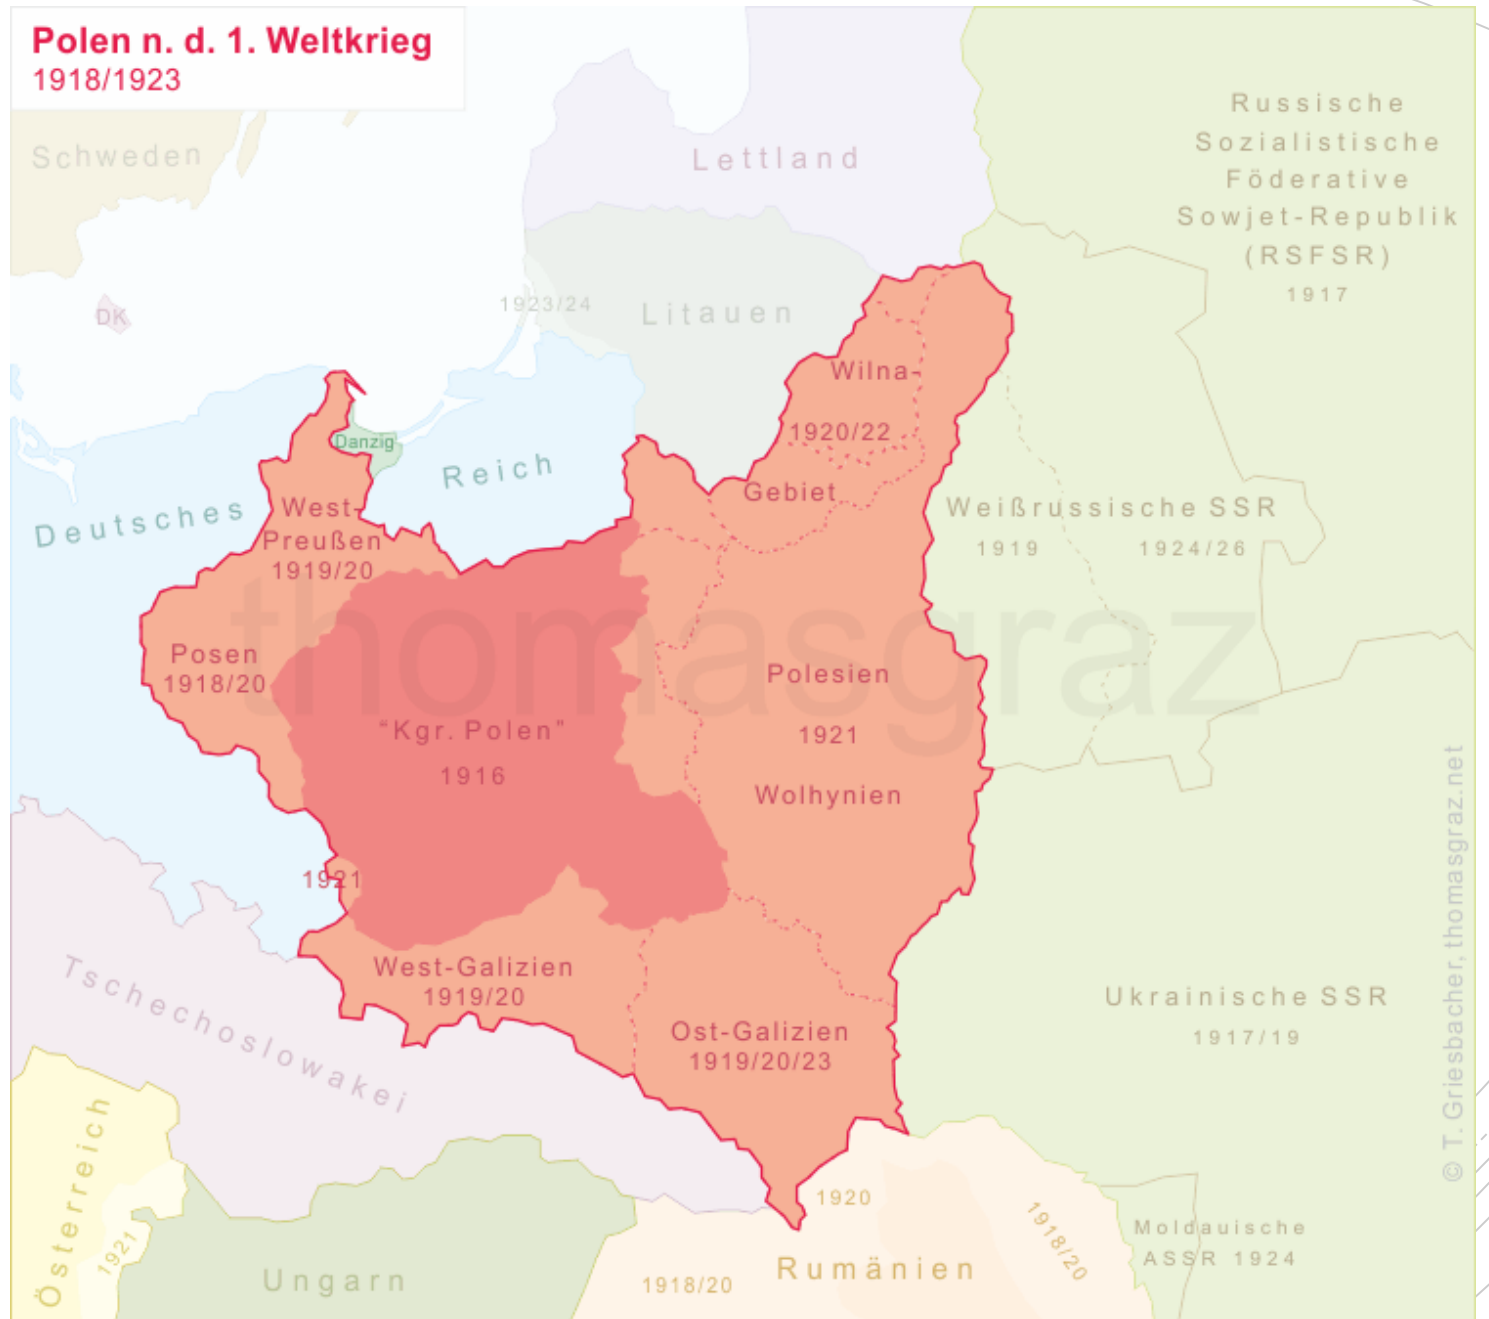 Polen n. d. 1. Weltkrieg
1918/1923
Schweden
Lettland
Russische
Sozialistische
Föderative
Sowjet-Republik
(RSFSR)
1917
DK
1923/24
Litauen
Wilna-
1920/22
Gebiet
Danzig
Deutsches Reich
West-
Preußen
1919/20
Weißrussische SSR
1919 1924/26
thomasgraz
Posen
1918/20
Polesien
1921
Wolhynien
"Kgr. Polen"
1916
1921
West-Galizien
1919/20
Ost-Galizien
1919/20/23
Tschechoslowakei
Ukrainische SSR
1917/19
Österreich
1921
Ungarn
1920
1918/20
Rumänien
1918/20
Moldauische
ASSR 1924
© T. Griesbacher, thomasgraz.net